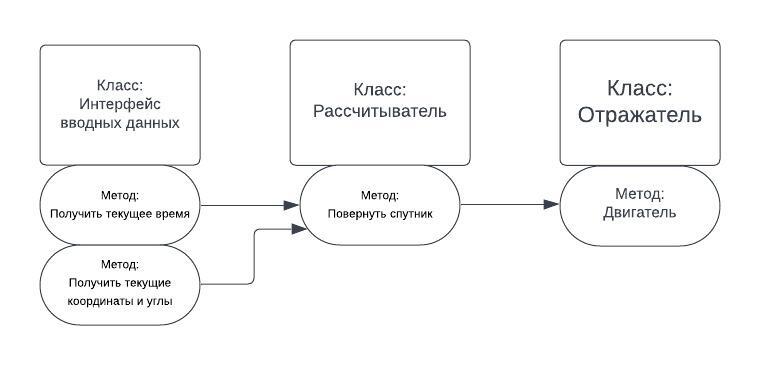 Класс:
Интерфейс
вводных данных
Метод:
Получить текущее время
Метод:
Получить текущие
координаты и углы
Класс:
Рассчитыватель
Метод:
Повернуть спутник
Класс:
Отражатель
Метод:
Двигатель